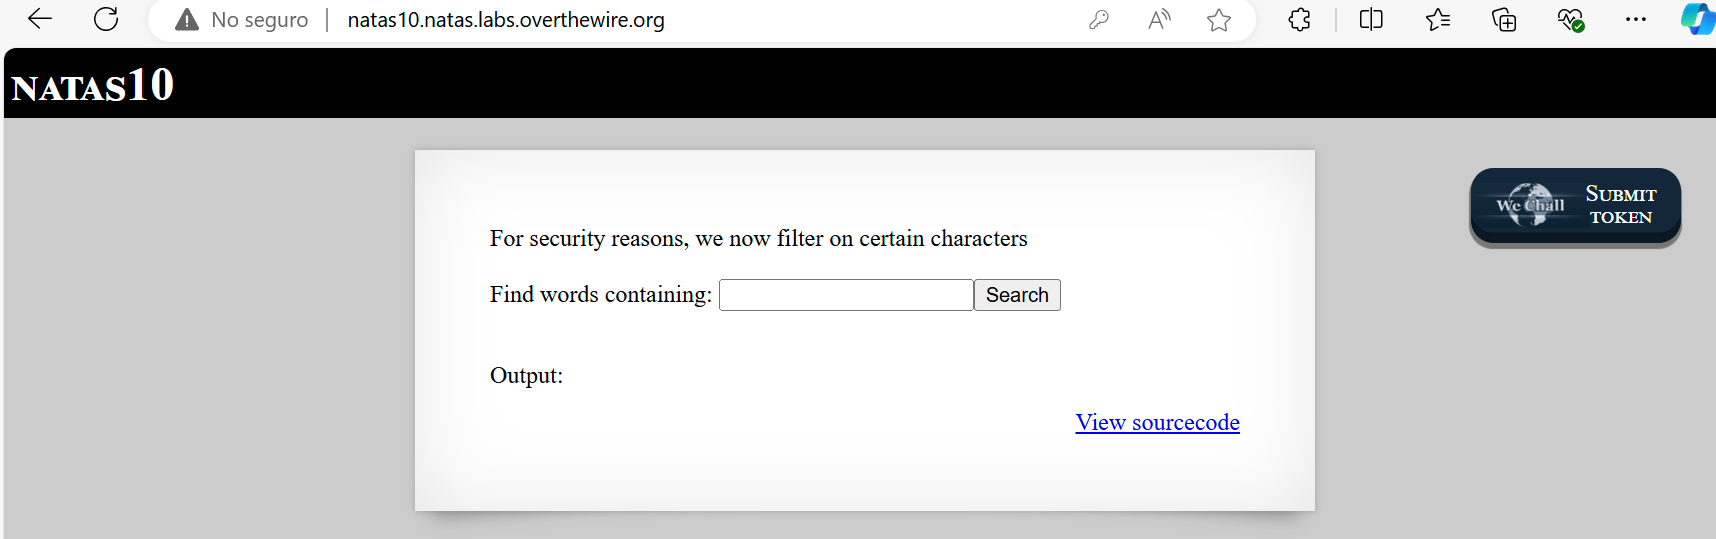 No seguro | natas10.natas.labs.overthewire.org
NATAS10
We Chall
SUBMIT
TOKEN
For security reasons, we now filter on certain characters
Find words containing: Search
Output:
View sourcecode